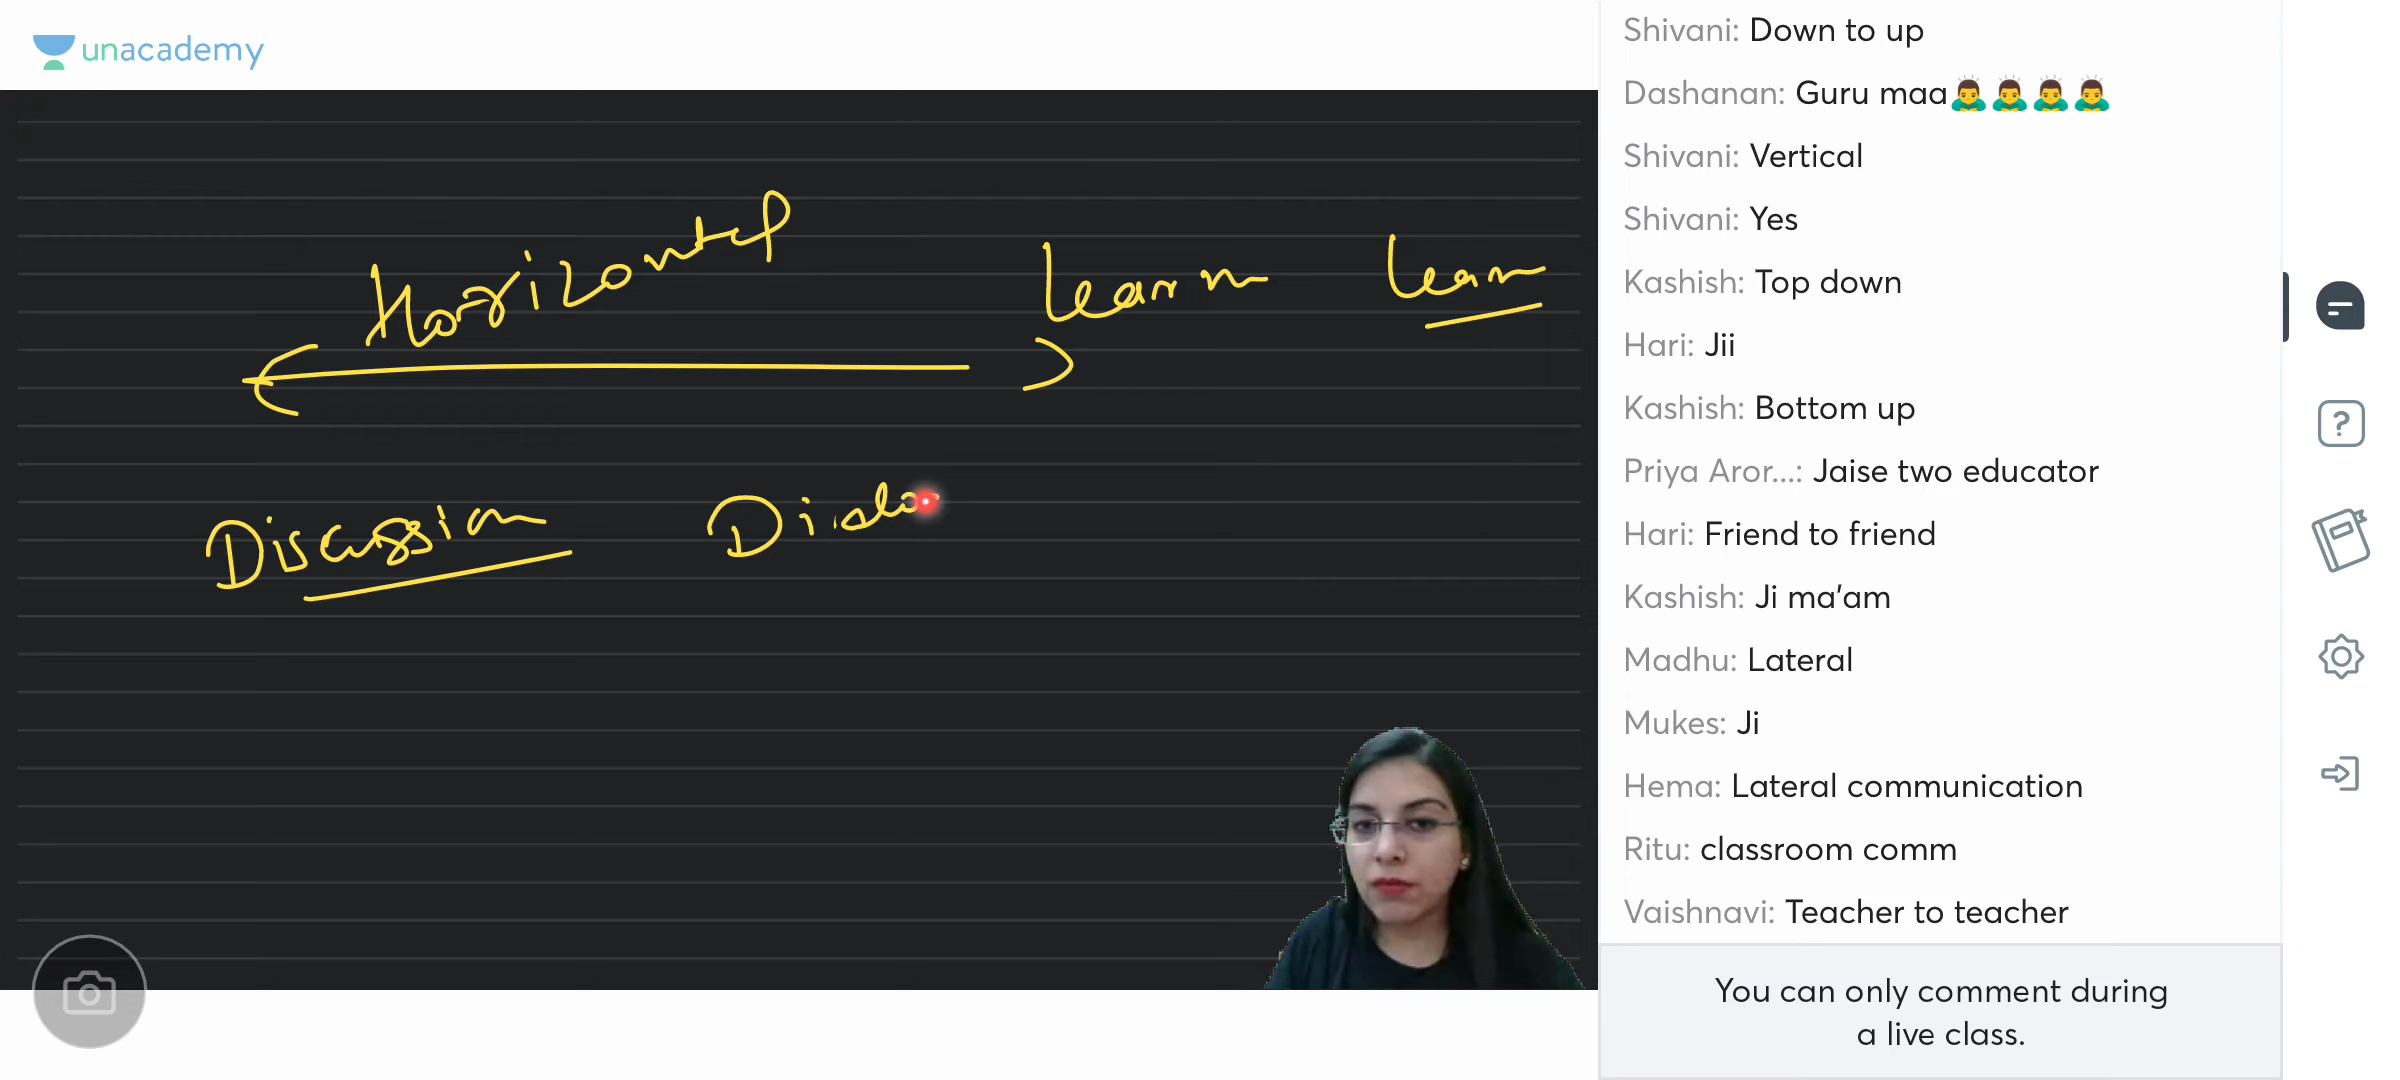 unacademy
Horizontal
Learn Learn
Discussion Dialo
Shivani: Down to up
Dashanan: Guru maa🙇‍♂️🙇‍♂️🙇‍♂️🙇‍♂️
Shivani: Vertical
Shivani: Yes
Kashish: Top down
Hari: Jii
Kashish: Bottom up
Priya Aror...: Jaise two educator
Hari: Friend to friend
Kashish: Ji ma'am
Madhu: Lateral
Mukes: Ji
Hema: Lateral communication
Ritu: classroom comm
Vaishnavi: Teacher to teacher
You can only comment during
a live class.